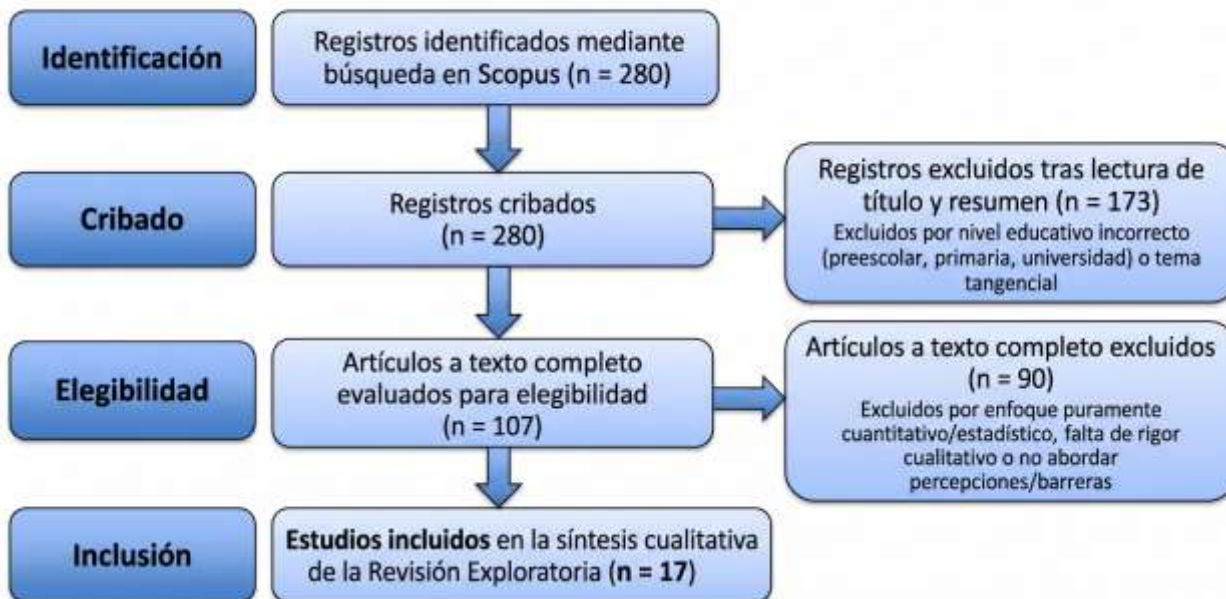 Identificación
Registros identificados mediante
búsqueda en Scopus (n = 280)
Cribado
Registros cribados
(n = 280)
Registros excluidos tras lectura de
título y resumen (n = 173)
Excluidos por nivel educativo incorrecto
(preescolar, primaria, universidad) o tema
tangencial
Elegibilidad
Artículos a texto completo
evaluados para elegibilidad
(n = 107)
Artículos a texto completo excluidos
(n = 90)
Excluidos por enfoque puramente
cuantitativo/estadístico, falta de rigor
cualitativo o no abordar
percepciones/barreras
Inclusión
Estudios incluidos en la síntesis cualitativa
de la Revisión Exploratoria (n = 17)